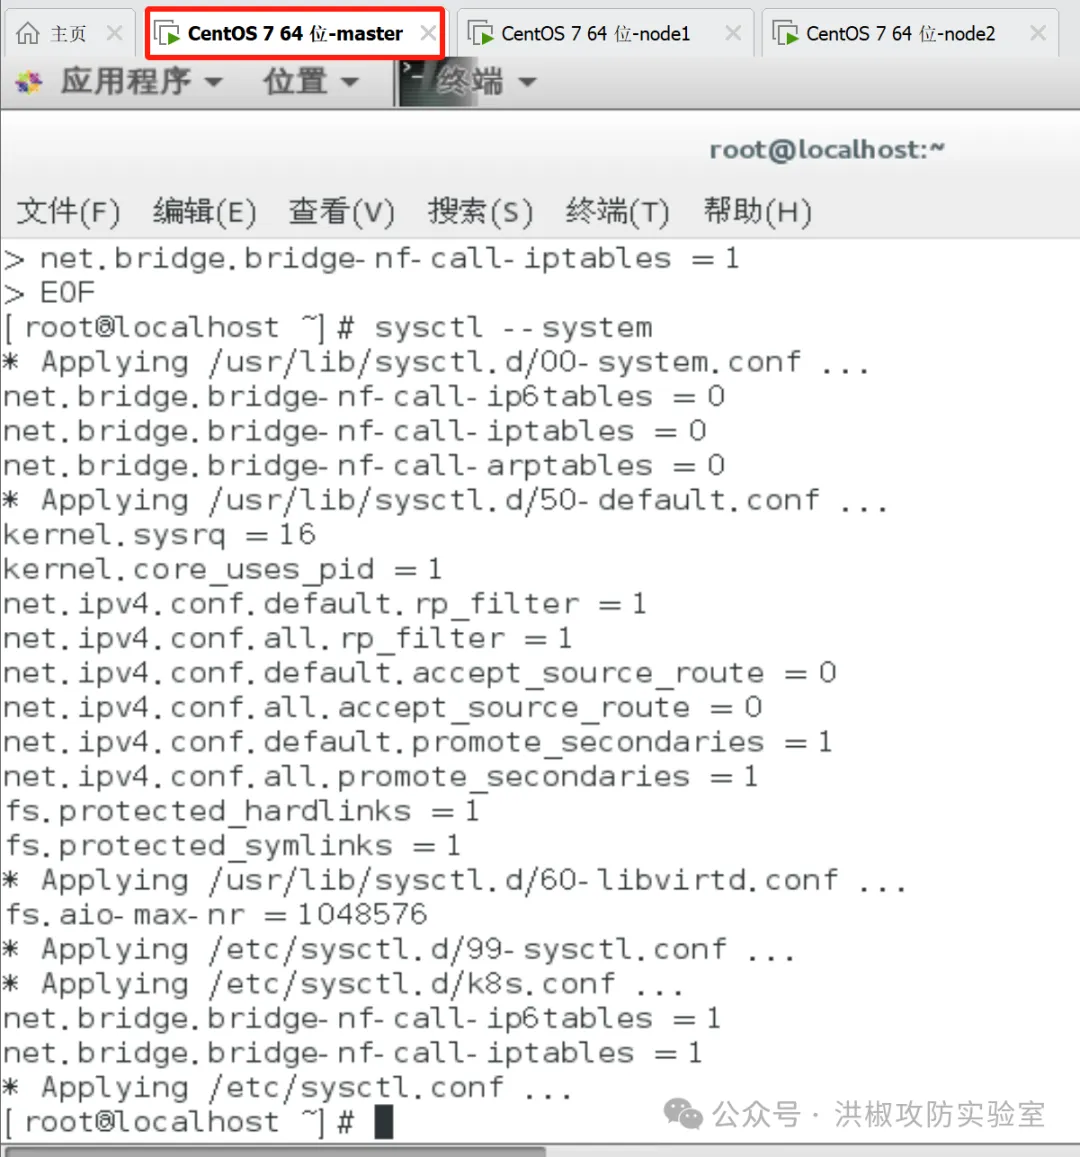 主页
CentOS 7 64 位-master
CentOS 7 64 位-node1
CentOS 7 64 位-node2
应用程序 位置 终端
root@localhost:~
文件(F) 编辑(E) 查看(V) 搜索(S) 终端(T) 帮助(H)
> net.bridge.bridge-nf-call-iptables = 1
> EOF
[root@localhost ~]# sysctl --system
* Applying /usr/lib/sysctl.d/00-system.conf ...
net.bridge.bridge-nf-call-ip6tables = 0
net.bridge.bridge-nf-call-iptables = 0
net.bridge.bridge-nf-call-arptables = 0
* Applying /usr/lib/sysctl.d/50-default.conf ...
kernel.sysrq = 16
kernel.core_uses_pid = 1
net.ipv4.conf.default.rp_filter = 1
net.ipv4.conf.all.rp_filter = 1
net.ipv4.conf.default.accept_source_route = 0
net.ipv4.conf.all.accept_source_route = 0
net.ipv4.conf.default.promote_secondaries = 1
net.ipv4.conf.all.promote_secondaries = 1
fs.protected_hardlinks = 1
fs.protected_symlinks = 1
* Applying /usr/lib/sysctl.d/60-libvirtd.conf ...
fs.aio-max-nr = 1048576
* Applying /etc/sysctl.d/99-sysctl.conf ...
* Applying /etc/sysctl.d/k8s.conf ...
net.bridge.bridge-nf-call-ip6tables = 1
net.bridge.bridge-nf-call-iptables = 1
* Applying /etc/sysctl.conf ...
[root@localhost ~]#
公众号 · 洪椒攻防实验室